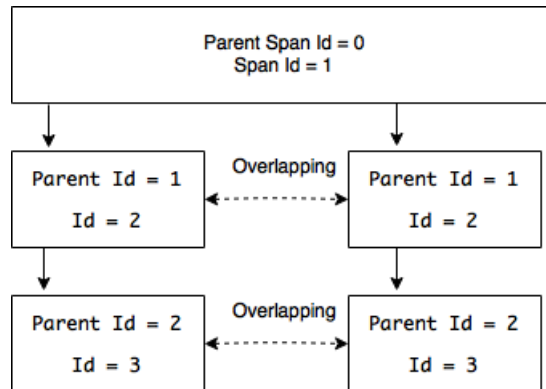 Parent Span Id = 0
Span Id = 1
Overlapping
Parent Id = 1
Id = 2
Parent Id = 1
Id = 2
Overlapping
Parent Id = 2
Id = 3
Parent Id = 2
Id = 3